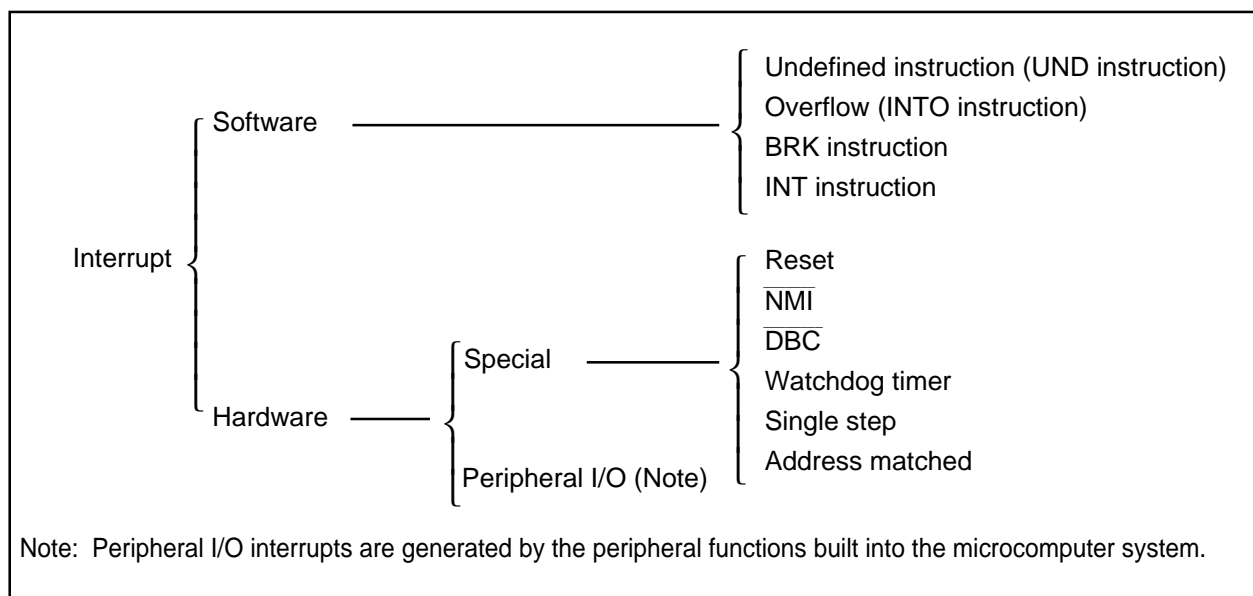 Interrupt
Software
Undefined instruction (UND instruction)
Overflow (INTO instruction)
BRK instruction
INT instruction
Hardware
Special
Reset
N̅M̅I̅
D̅B̅C̅
Watchdog timer
Single step
Address matched
Peripheral I/O (Note)
Note: Peripheral I/O interrupts are generated by the peripheral functions built into the microcomputer system.